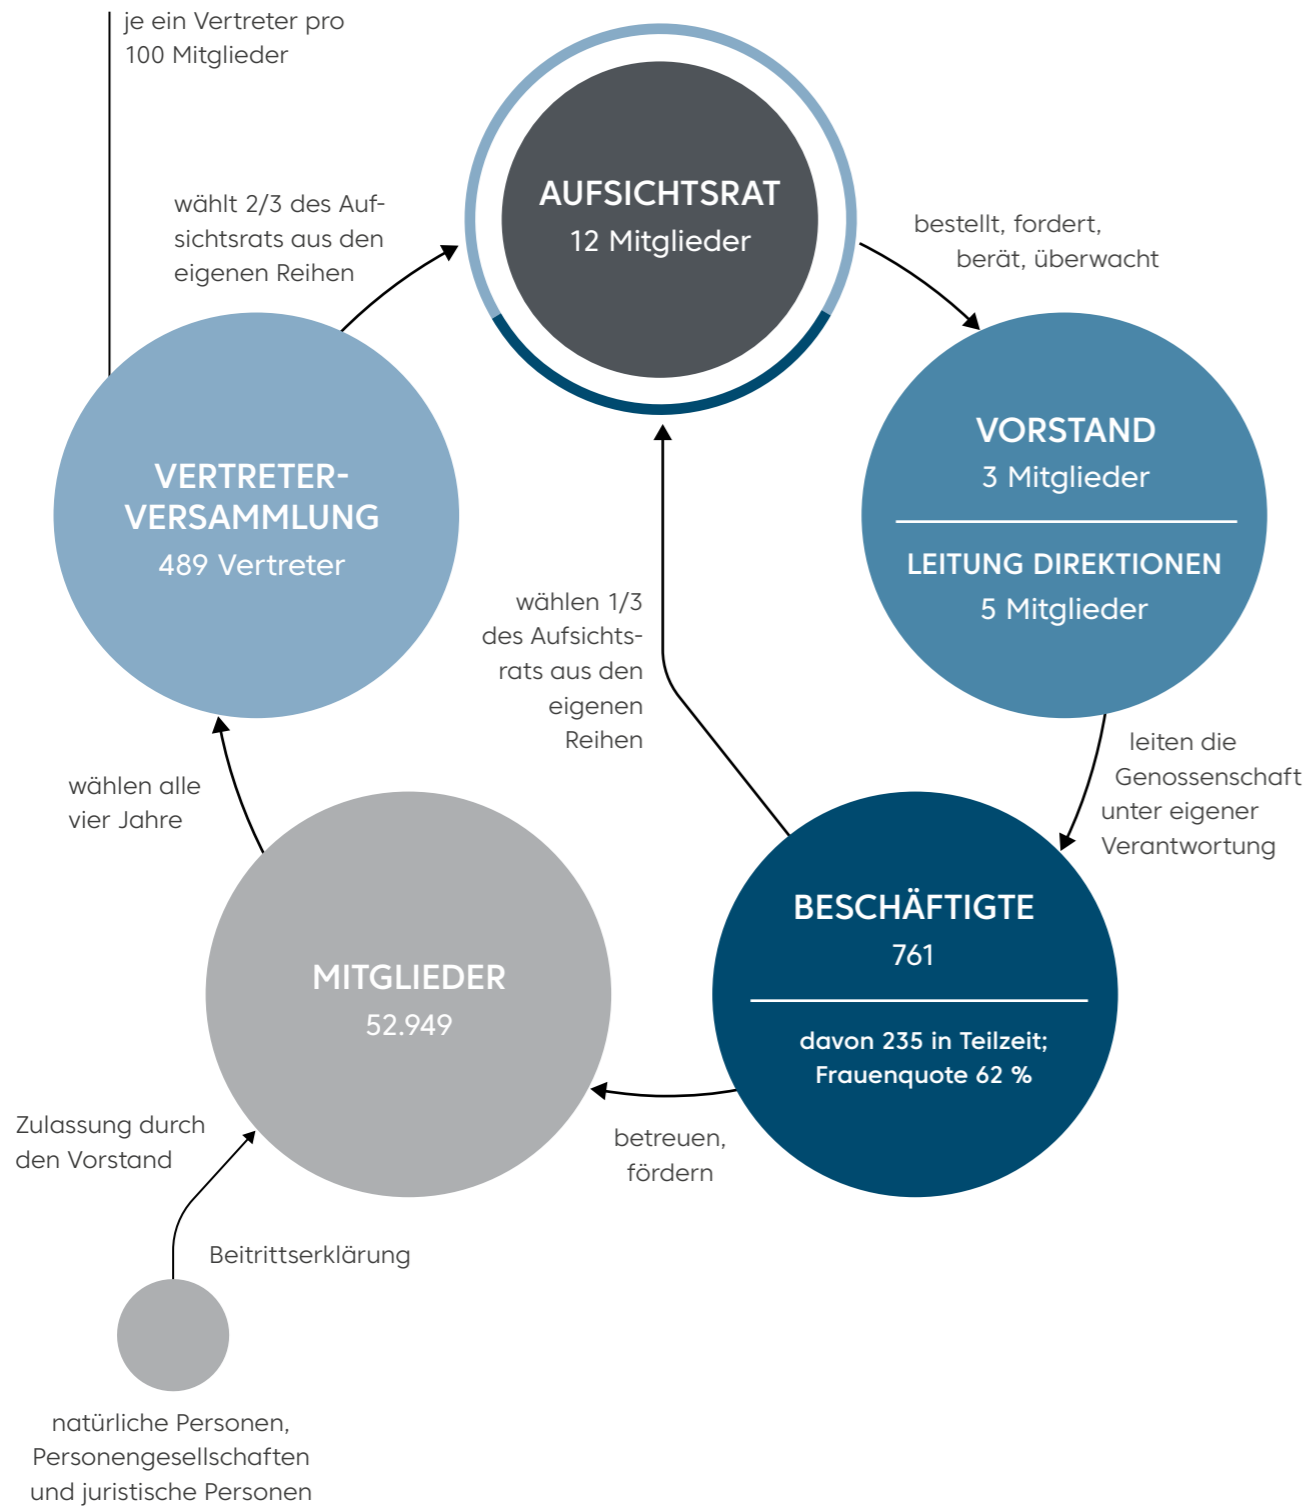 je ein Vertreter pro
100 Mitglieder
AUFSICHTSRAT
12 Mitglieder
wählt 2/3 des Auf-
sichtsrats aus den
eigenen Reihen
bestellt, fordert,
berät, überwacht
VERTRETER-
VERSAMMLUNG
489 Vertreter
VORSTAND
3 Mitglieder
LEITUNG DIREKTIONEN
5 Mitglieder
wählen 1/3
des Aufsichts-
rats aus den
eigenen
Reihen
leiten die
Genossenschaft
unter eigener
Verantwortung
wählen alle
vier Jahre
MITGLIEDER
52.949
BESCHÄFTIGTE
761
davon 235 in Teilzeit;
Frauenquote 62 %
betreuen,
fördern
Zulassung durch
den Vorstand
Beitrittserklärung
natürliche Personen,
Personengesellschaften
und juristische Personen